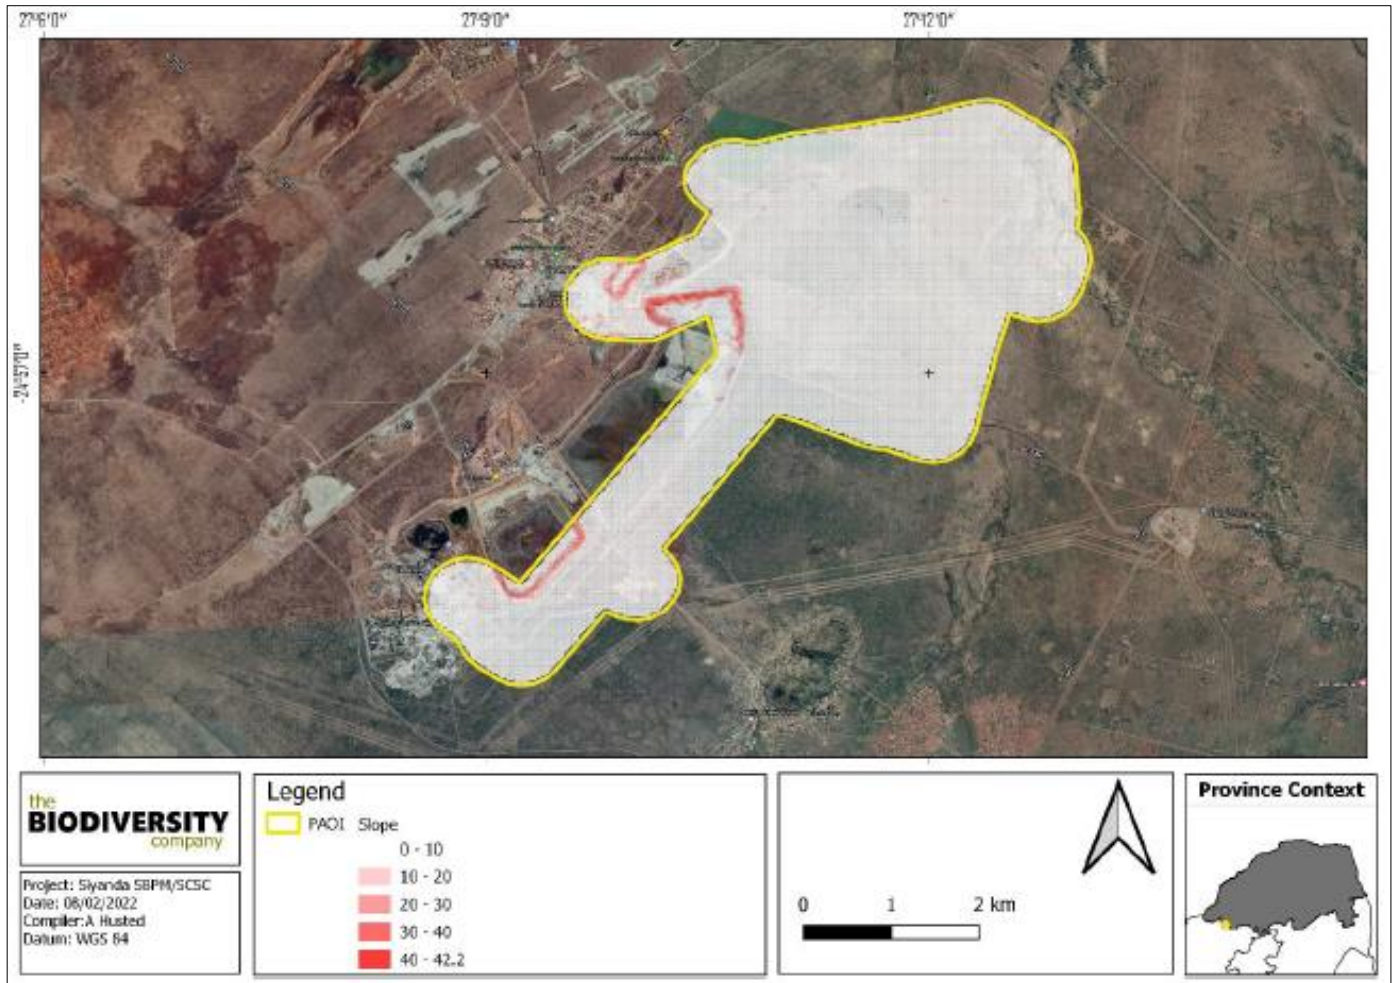 27°6'0"
27°9'0"
27°12'0"
-24°57'0"
the
BIODIVERSITY
company
Project: Siyanda SBPM/SCSC
Date: 08/02/2022
Compiler:A Husted
Datum: WGS 84
Legend
PAOI Slope
0 - 10
10 - 20
20 - 30
30 - 40
40 - 42.2
0 1 2 km
Province Context